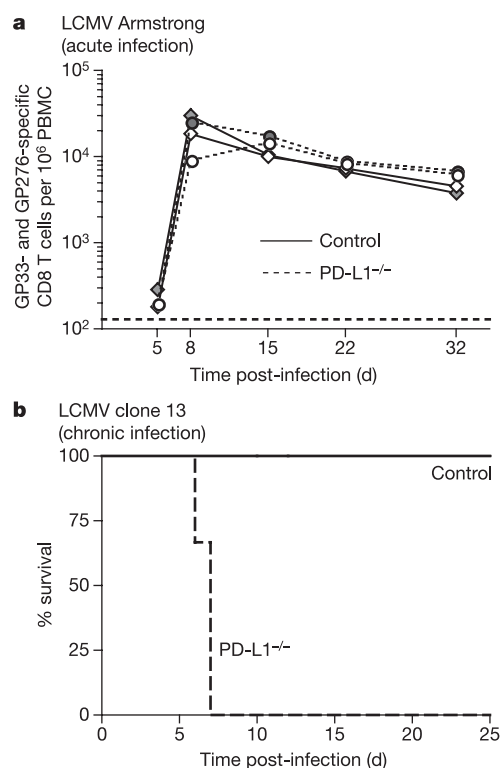 a LCMV Armstrong
(acute infection)
GP33- and GP276-specific
CD8 T cells per 10⁶ PBMC
10⁵
10⁴
10³
10²
Control
PD-L1⁻/⁻
5 8 15 22 32
Time post-infection (d)
b LCMV clone 13
(chronic infection)
% survival
100
75
50
25
0
Control
PD-L1⁻/⁻
0 5 10 15 20 25
Time post-infection (d)